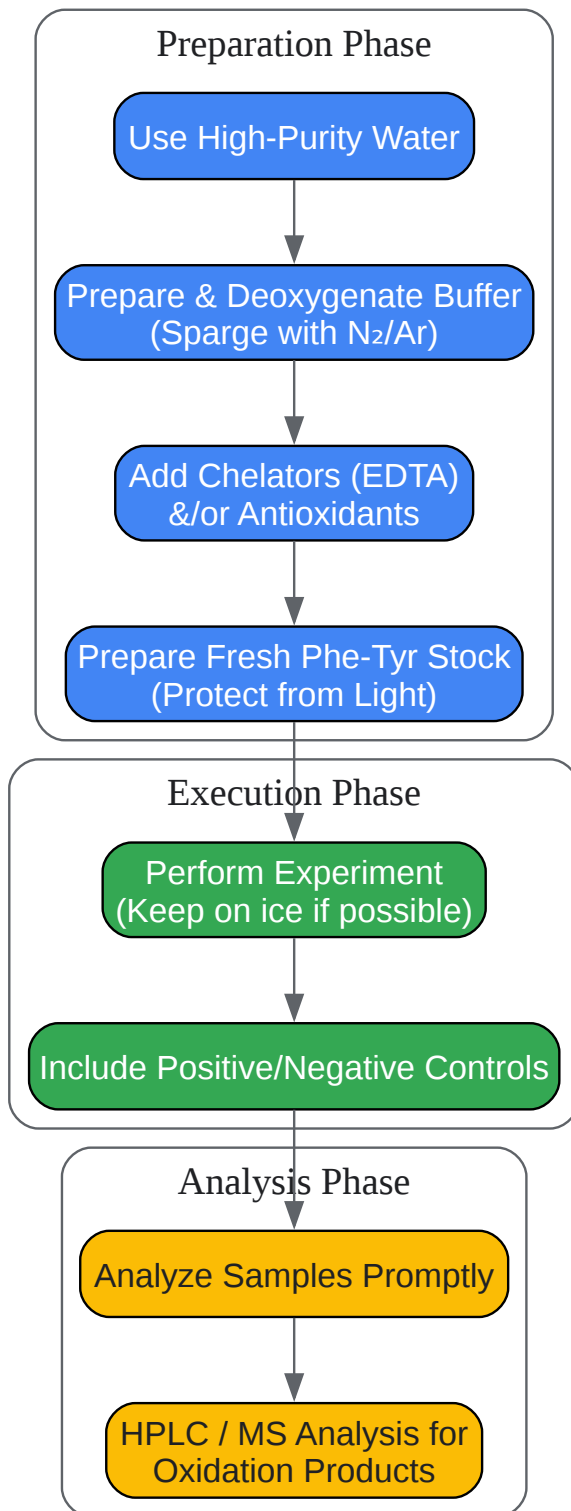 Preparation Phase
Use High-Purity Water
Prepare & Deoxygenate Buffer
(Sparge with N₂/Ar)
Add Chelators (EDTA)
&/or Antioxidants
Prepare Fresh Phe-Tyr Stock
(Protect from Light)
Execution Phase
Perform Experiment
(Keep on ice if possible)
Include Positive/Negative Controls
Analysis Phase
Analyze Samples Promptly
HPLC / MS Analysis for
Oxidation Products